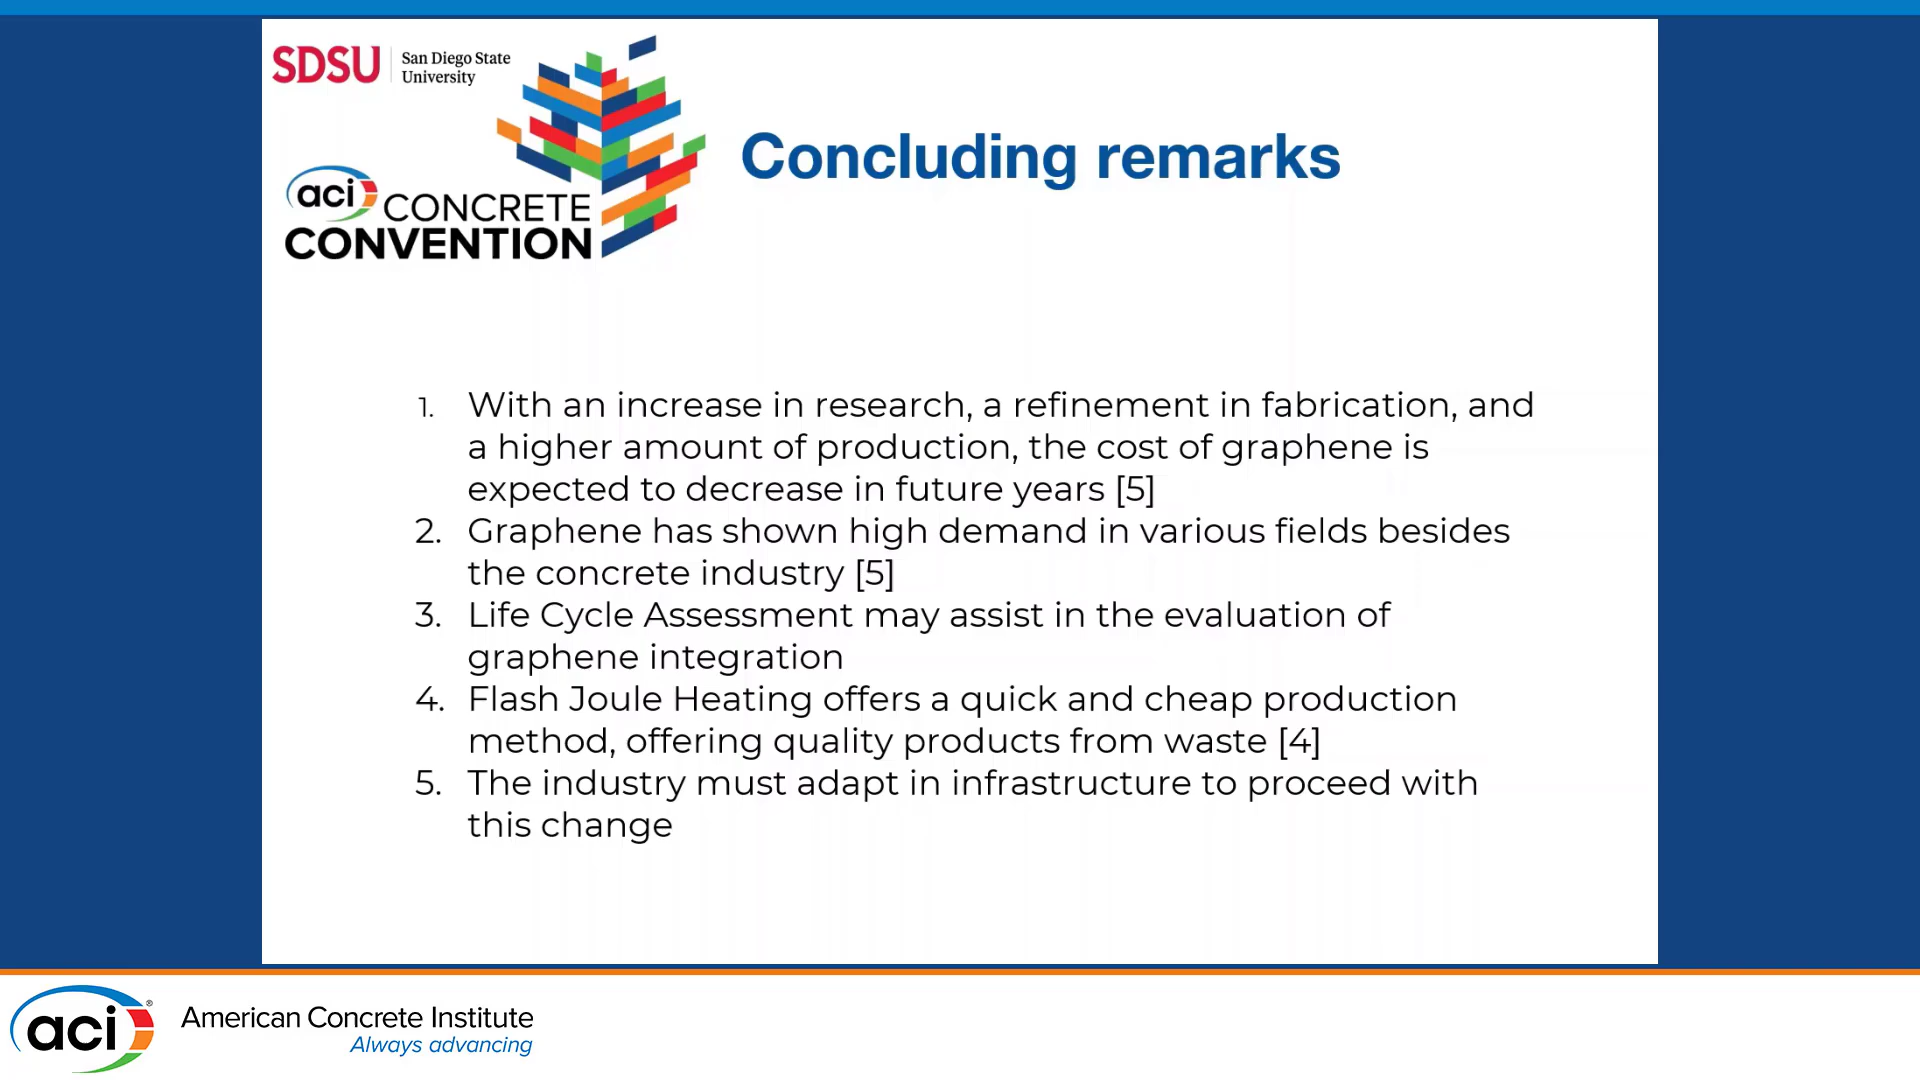 SDSU
San Diego State
University
aci CONCRETE
CONVENTION
Concluding remarks
1. With an increase in research, a refinement in fabrication, and
a higher amount of production, the cost of graphene is
expected to decrease in future years [5]
2. Graphene has shown high demand in various fields besides
the concrete industry [5]
3. Life Cycle Assessment may assist in the evaluation of
graphene integration
4. Flash Joule Heating offers a quick and cheap production
method, offering quality products from waste [4]
5. The industry must adapt in infrastructure to proceed with
this change
aci®
American Concrete Institute
Always advancing